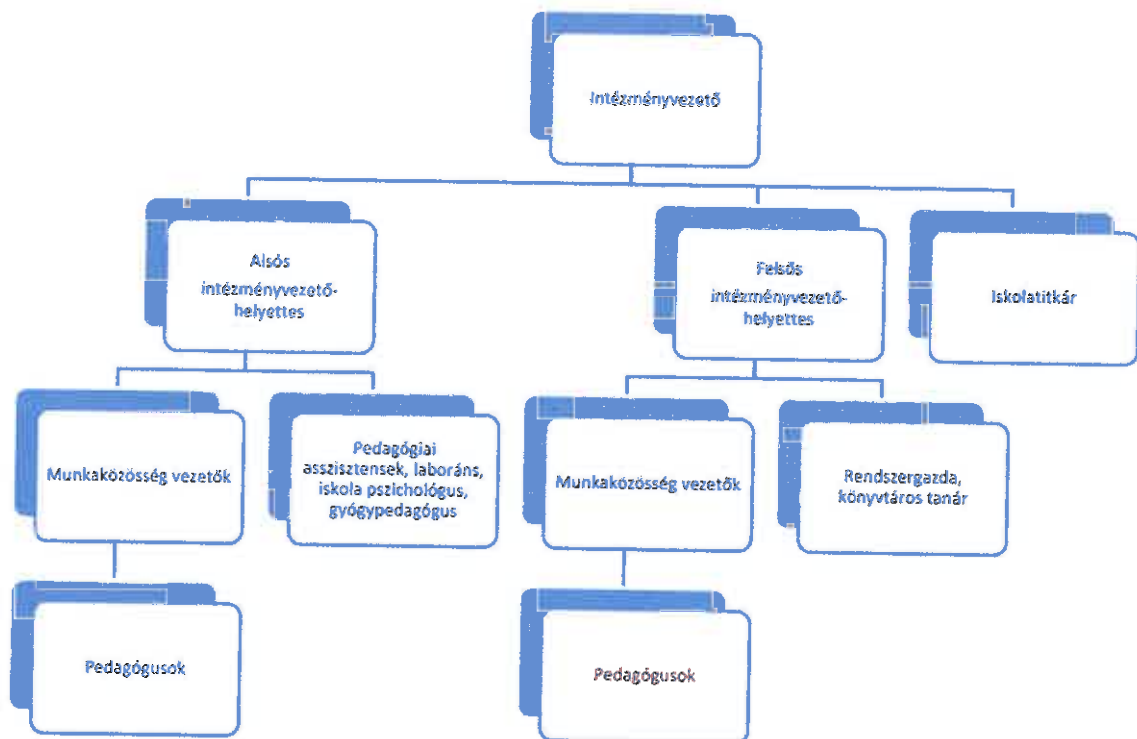 Intézményvezető
Alsós
intézményvezető-
helyettes
Felsős
intézményvezető-
helyettes
Iskolatitkár
Munkaközösség vezetők
Pedagógiai
asszisztensek, laboráns,
iskola pszichológus,
gyógypedagógus
Munkaközösség vezetők
Rendszergazda,
könyvtáros tanár
Pedagógusok
Pedagógusok